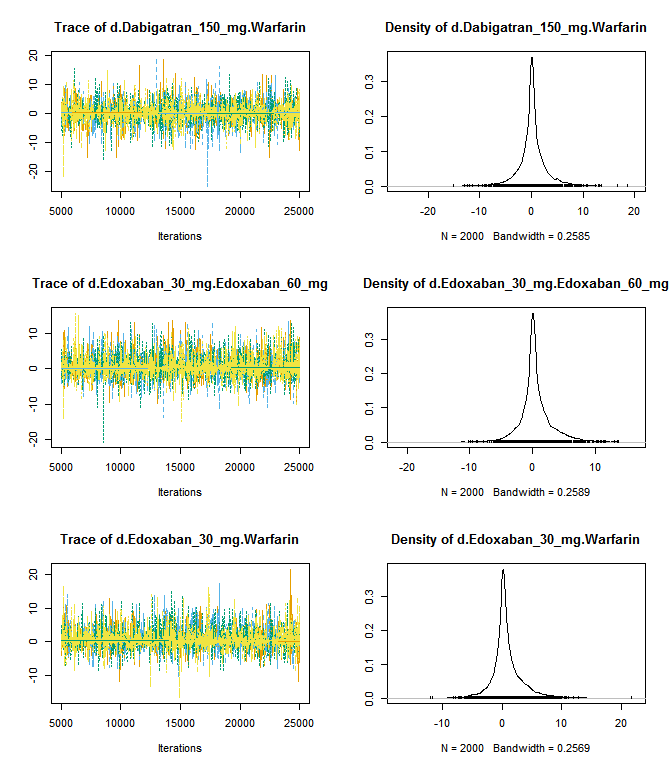 Trace of d.Dabigatran_150_mg.Warfarin
20
10
0
-10
-20
5000 10000 15000 20000 25000
Iterations
Density of d.Dabigatran_150_mg.Warfarin
0.3
0.2
0.1
0.0
-20 -10 0 10 20
N = 2000 Bandwidth = 0.2585
Trace of d.Edoxaban_30_mg.Edoxaban_60_mg
10
0
-10
-20
5000 10000 15000 20000 25000
Iterations
Density of d.Edoxaban_30_mg.Edoxaban_60_mg
0.3
0.2
0.1
0.0
-20 -10 0 10
N = 2000 Bandwidth = 0.2589
Trace of d.Edoxaban_30_mg.Warfarin
20
10
0
-10
5000 10000 15000 20000 25000
Iterations
Density of d.Edoxaban_30_mg.Warfarin
0.3
0.2
0.1
0.0
-10 0 10 20
N = 2000 Bandwidth = 0.2569